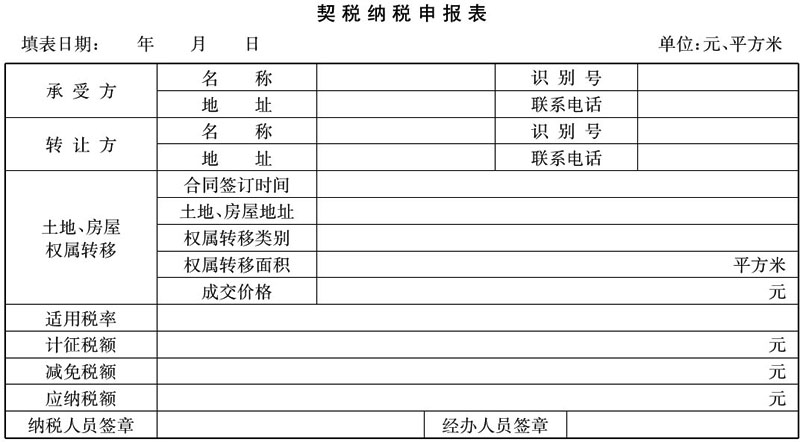 契税纳税申报表
填表日期： 年 月 日 单位：元、平方米
承受方 名称 识别号
地址 联系电话
转让方 名称 识别号
地址 联系电话
土地、房屋
权属转移
合同签订时间
土地、房屋地址
权属转移类别
权属转移面积 平方米
成交价格 元
适用税率
计征税额 元
减免税额 元
应纳税额 元
纳税人员签章 经办人员签章